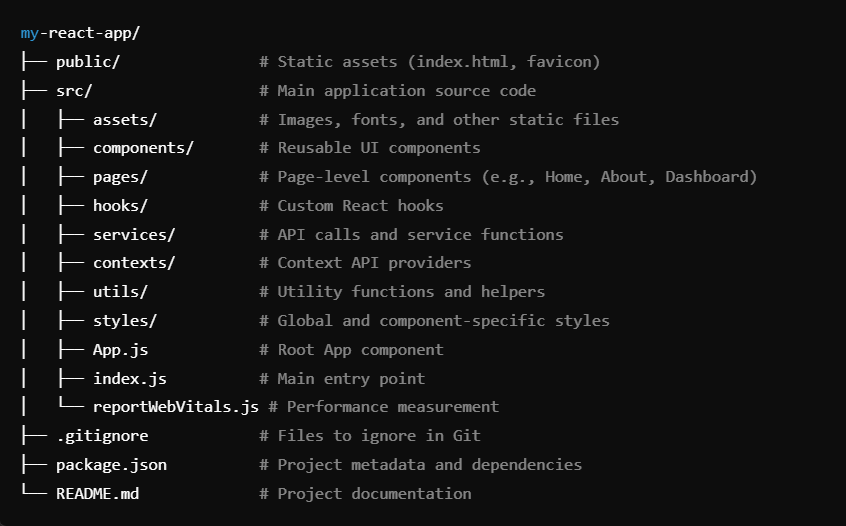 my-react-app/
├── public/               # Static assets (index.html, favicon)
├── src/                  # Main application source code
│   ├── assets/           # Images, fonts, and other static files
│   ├── components/       # Reusable UI components
│   ├── pages/            # Page-level components (e.g., Home, About, Dashboard)
│   ├── hooks/            # Custom React hooks
│   ├── services/         # API calls and service functions
│   ├── contexts/         # Context API providers
│   ├── utils/            # Utility functions and helpers
│   ├── styles/           # Global and component-specific styles
│   ├── App.js            # Root App component
│   ├── index.js          # Main entry point
│   └── reportWebVitals.js # Performance measurement
├── .gitignore            # Files to ignore in Git
├── package.json          # Project metadata and dependencies
└── README.md             # Project documentation